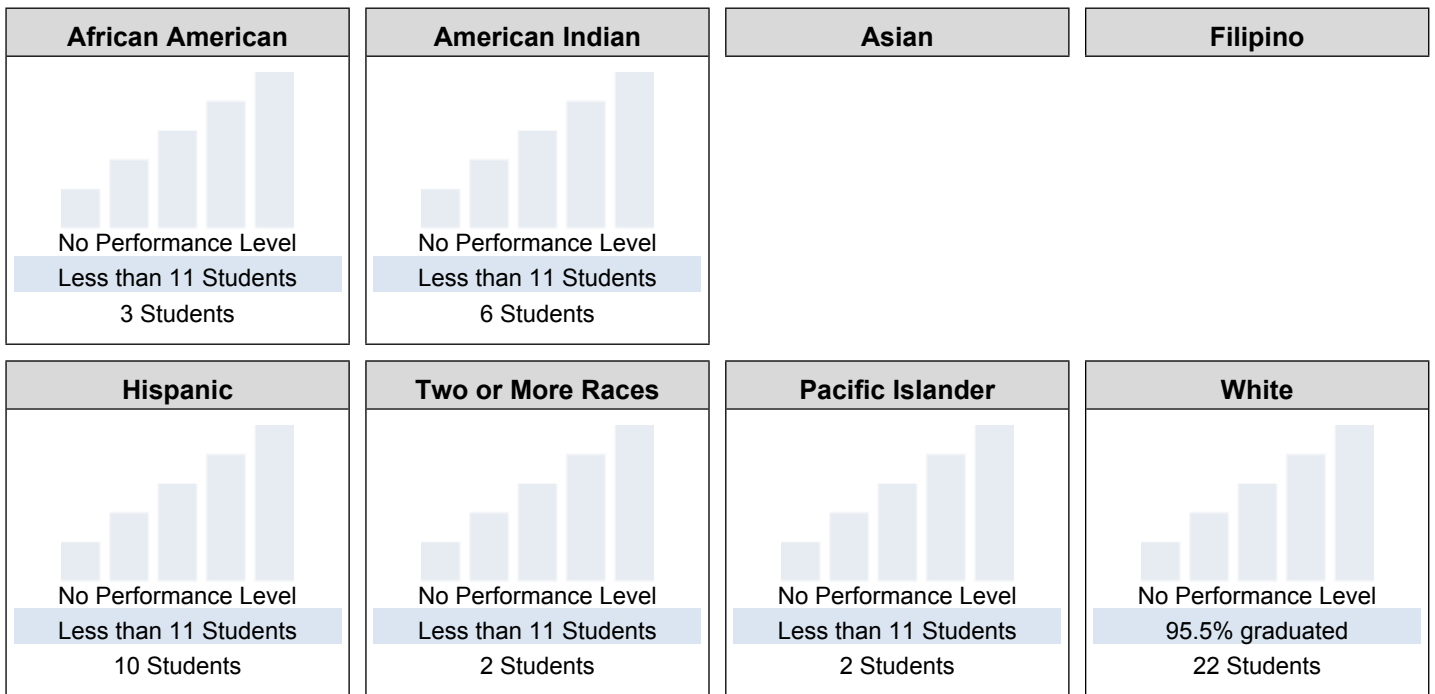 African American
No Performance Level
Less than 11 Students
3 Students
American Indian
No Performance Level
Less than 11 Students
6 Students
Asian
Filipino
Hispanic
No Performance Level
Less than 11 Students
10 Students
Two or More Races
No Performance Level
Less than 11 Students
2 Students
Pacific Islander
No Performance Level
Less than 11 Students
2 Students
White
No Performance Level
95.5% graduated
22 Students